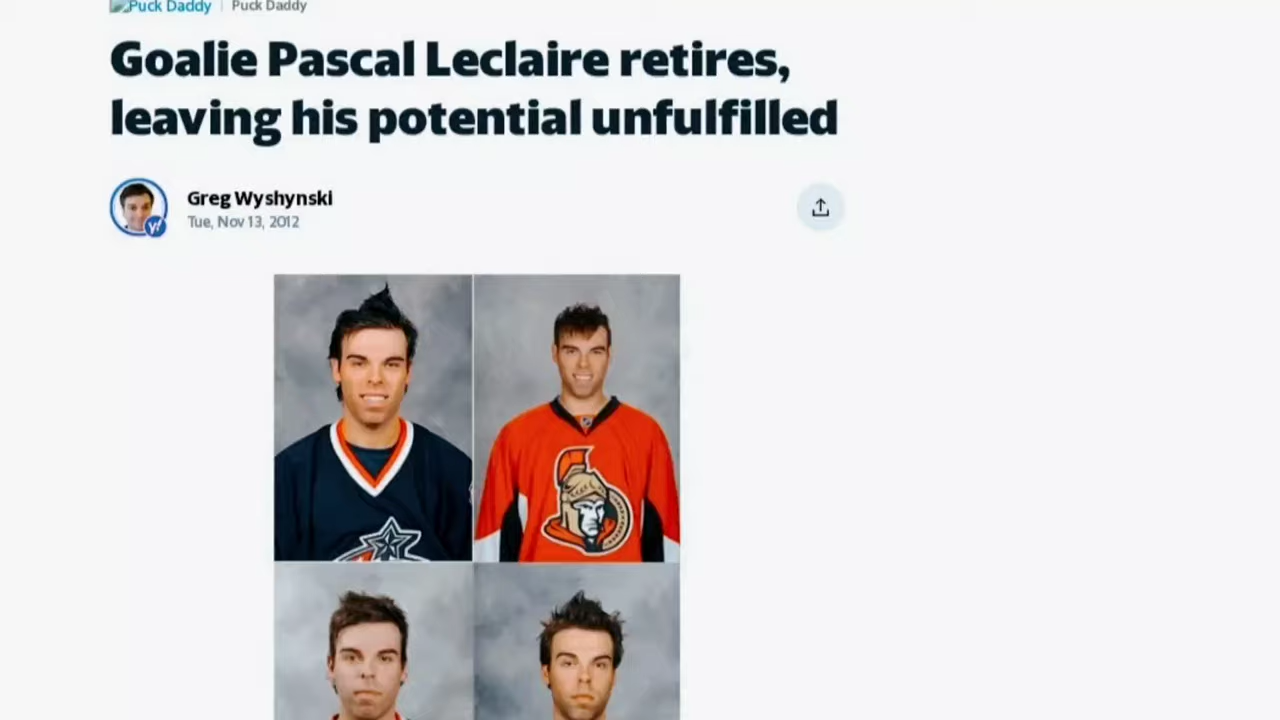 Puck Daddy Puck Daddy
Goalie Pascal Leclaire retires,
leaving his potential unfulfilled
Greg Wyshynski
y!
Tue, Nov 13, 2012